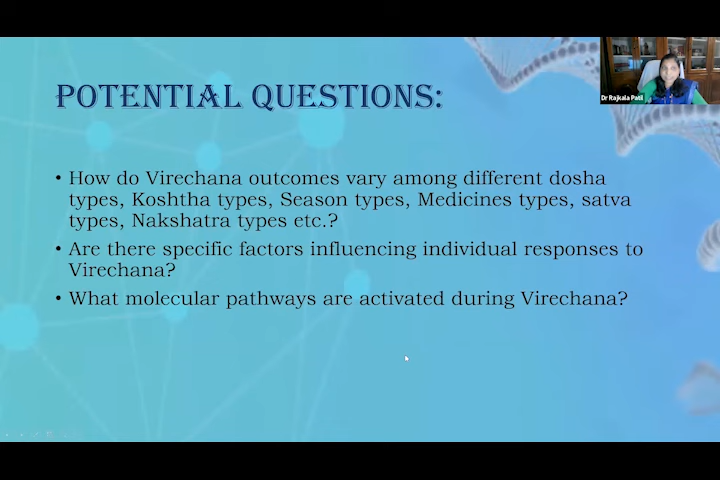 POTENTIAL QUESTIONS:
Dr Rajkala Patil
• How do Virechana outcomes vary among different dosha
types, Koshtha types, Season types, Medicines types, satva
types, Nakshatra types etc.?
• Are there specific factors influencing individual responses to
Virechana?
• What molecular pathways are activated during Virechana?